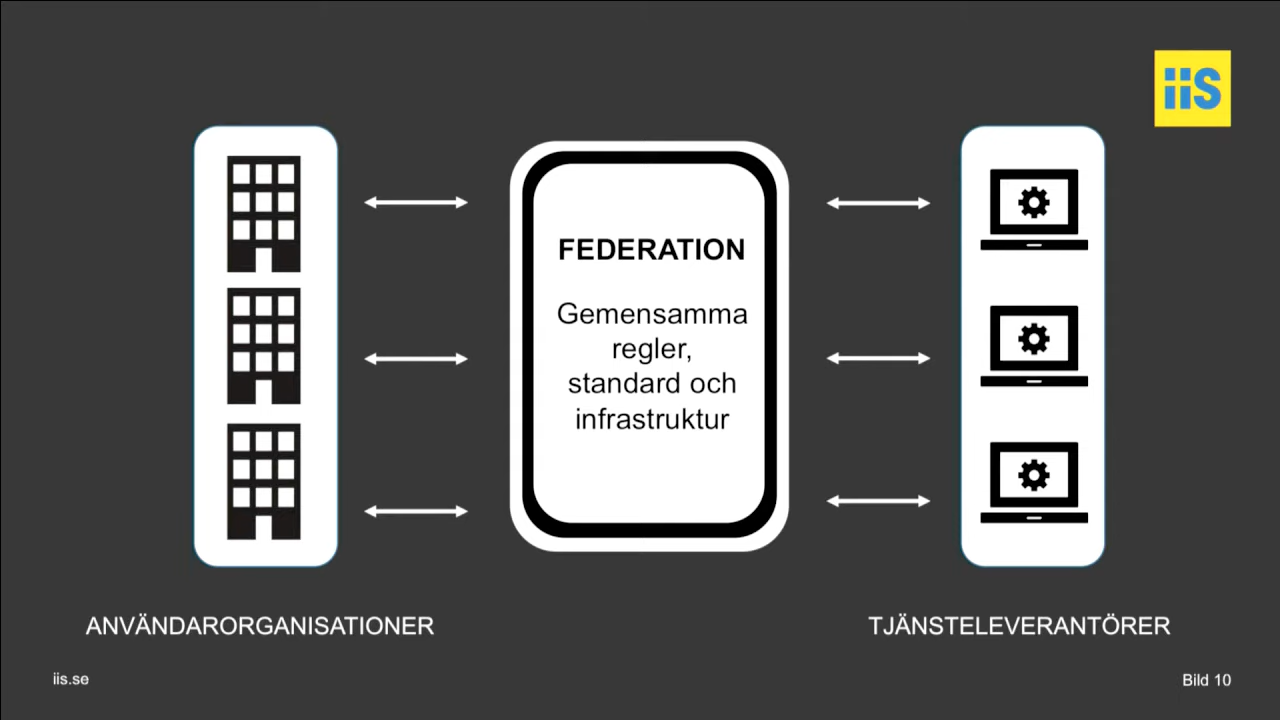 iiS
FEDERATION
Gemensamma
regler,
standard och
infrastruktur
ANVÄNDARORGANISATIONER
TJÄNSTELEVERANTÖRER
iis.se
Bild 10